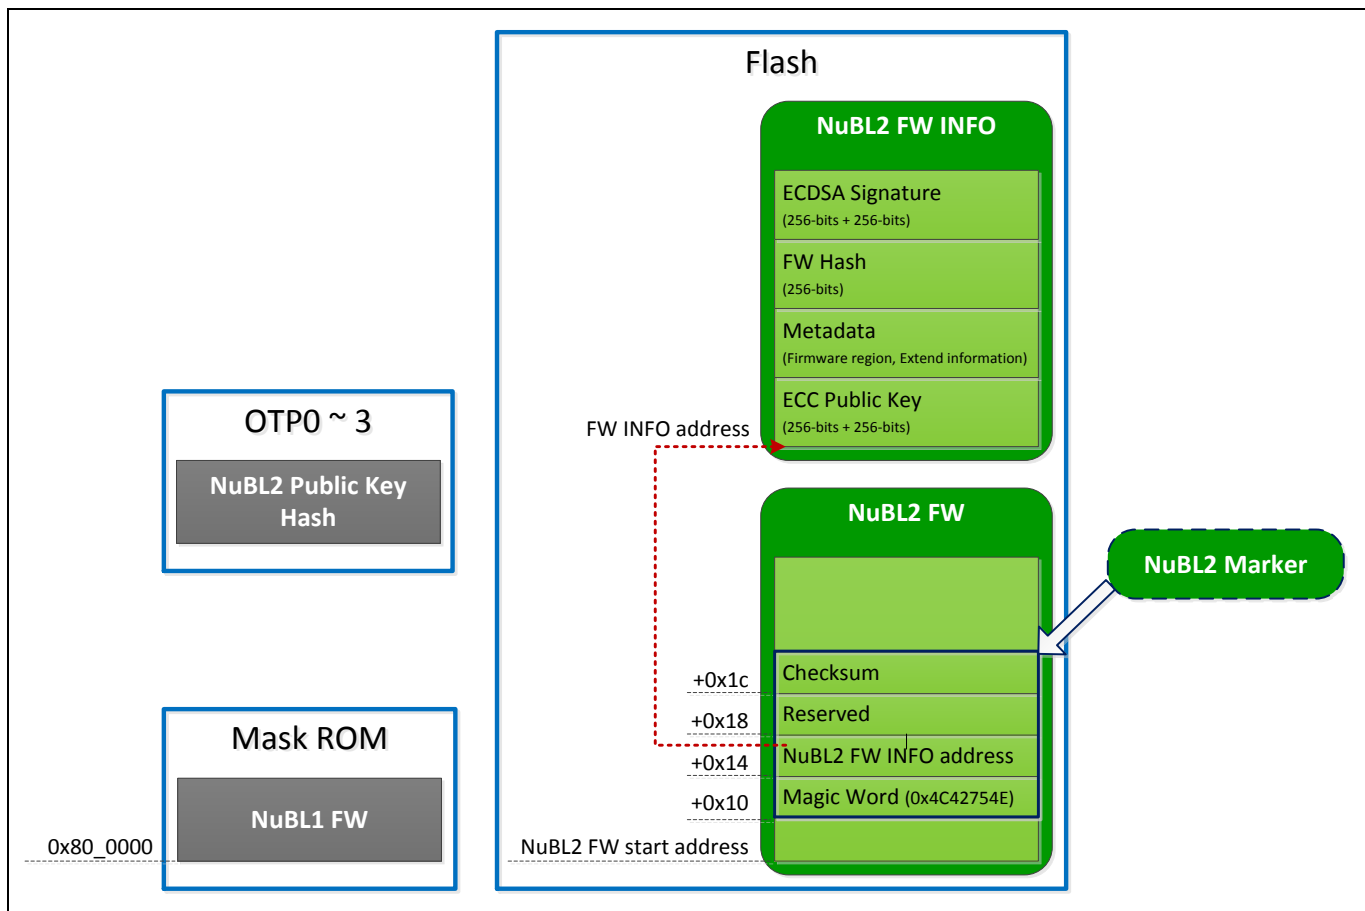 Flash
NuBL2 FW INFO
ECDSA Signature
(256-bits + 256-bits)
FW Hash
(256-bits)
Metadata
(Firmware region, Extend information)
ECC Public Key
(256-bits + 256-bits)
FW INFO address
OTP0 ~ 3
NuBL2 Public Key
Hash
NuBL2 FW
NuBL2 Marker
Checksum
+0x1c
Reserved
+0x18
NuBL2 FW INFO address
+0x14
Magic Word (0x4C42754E)
+0x10
NuBL2 FW start address
Mask ROM
NuBL1 FW
0x80_0000